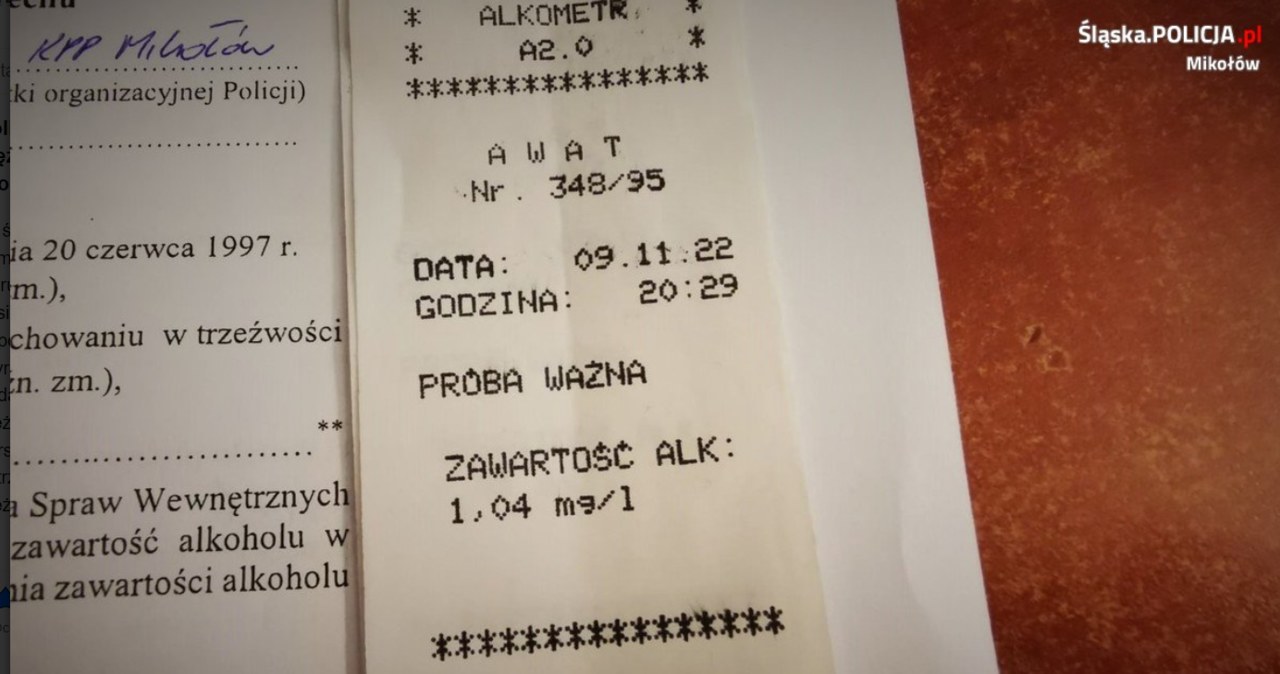 KPP Mikołów
ki organizacyjnej Policji)
ia 20 czerwca 1997 r.
m.),
chowaniu w trzeźwości
n. zm.),
**
a Spraw Wewnętrznych
zawartość alkoholu w
nia zawartości alkoholu
* ALKOMETR *
* A2.0 *
****************
A W A T
Nr. 348/95
DATA: 09.11.22
GODZINA: 20:29
PRÓBA WAŻNA
ZAWARTOŚĆ ALK:
1,04 mg/l
****************
Śląska.POLICJA.pl
Mikołów